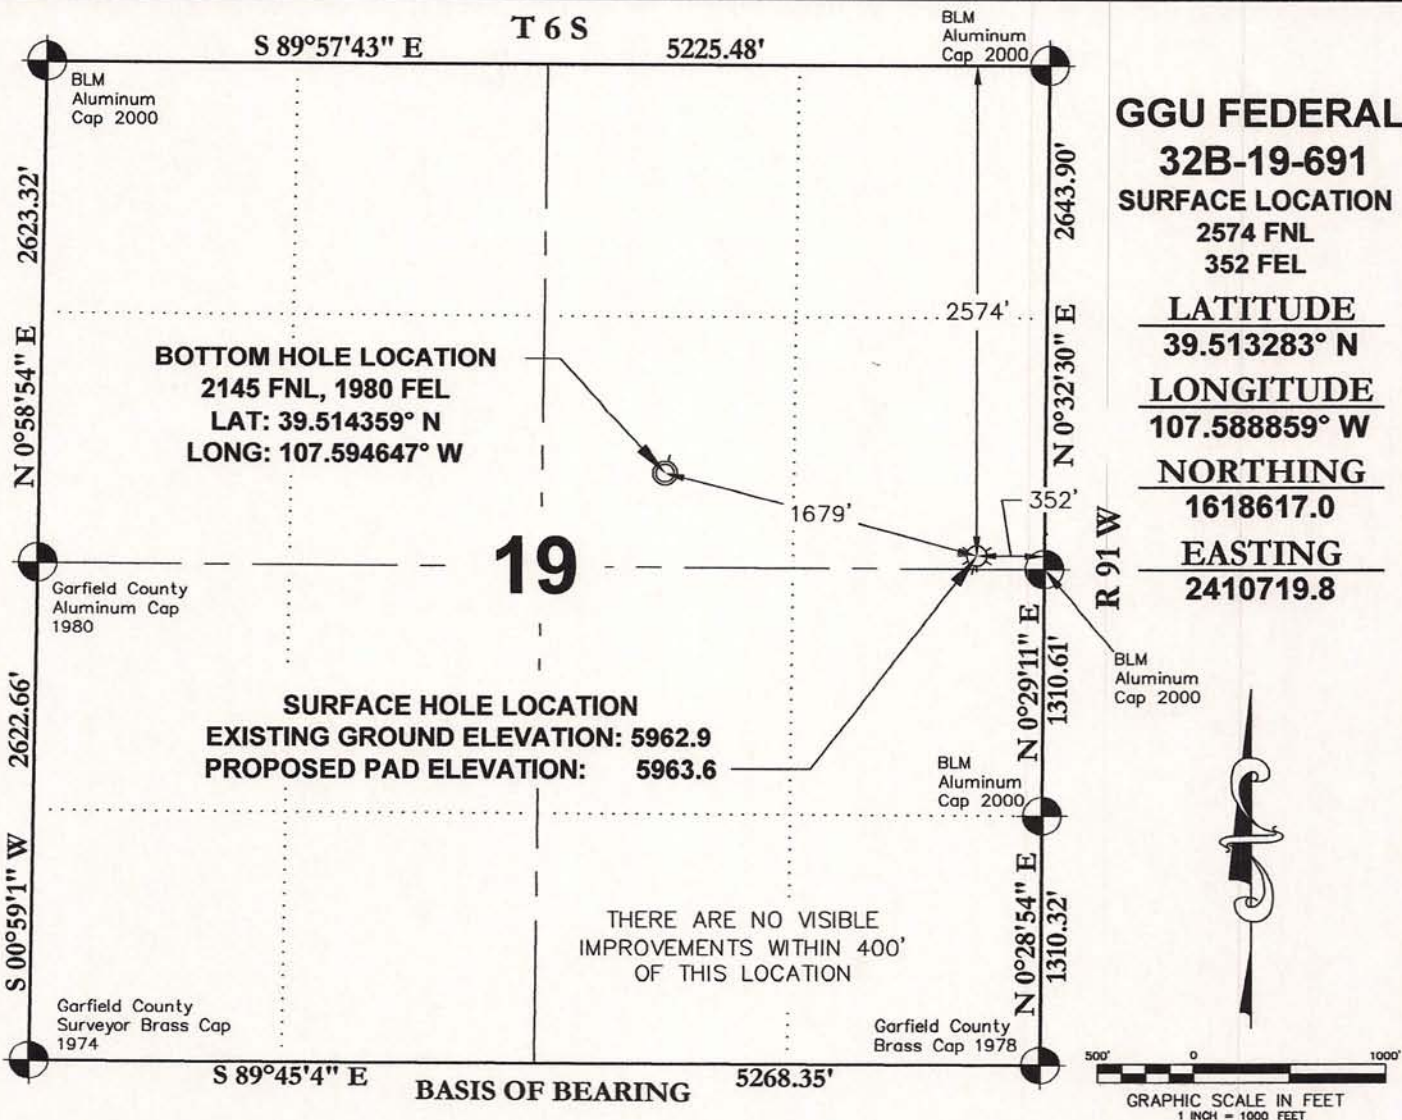 T 6 S
S 89°57'43" E
5225.48'
BLM
Aluminum
Cap 2000
BLM
Aluminum
Cap 2000
GGU FEDERAL
32B-19-691
SURFACE LOCATION
2574 FNL
352 FEL
LATITUDE
39.513283° N
LONGITUDE
107.588859° W
NORTHING
1618617.0
EASTING
2410719.8
2623.32'
N 0°58'54" E
2643.90'
N 0°32'30" E
2574'
BOTTOM HOLE LOCATION
2145 FNL, 1980 FEL
LAT: 39.514359° N
LONG: 107.594647° W
1679'
352'
R 91 W
19
Garfield County
Aluminum Cap
1980
BLM
Aluminum
Cap 2000
N 0°29'11" E
1310.61'
2622.66'
S 00°59'1" W
SURFACE HOLE LOCATION
EXISTING GROUND ELEVATION: 5962.9
PROPOSED PAD ELEVATION: 5963.6
BLM
Aluminum
Cap 2000
THERE ARE NO VISIBLE
IMPROVEMENTS WITHIN 400'
OF THIS LOCATION
N 0°28'54" E
1310.32'
Garfield County
Surveyor Brass Cap
1974
Garfield County
Brass Cap 1978
S 89°45'4" E
BASIS OF BEARING
5268.35'
500' 0 1000'
GRAPHIC SCALE IN FEET
1 INCH = 1000 FEET